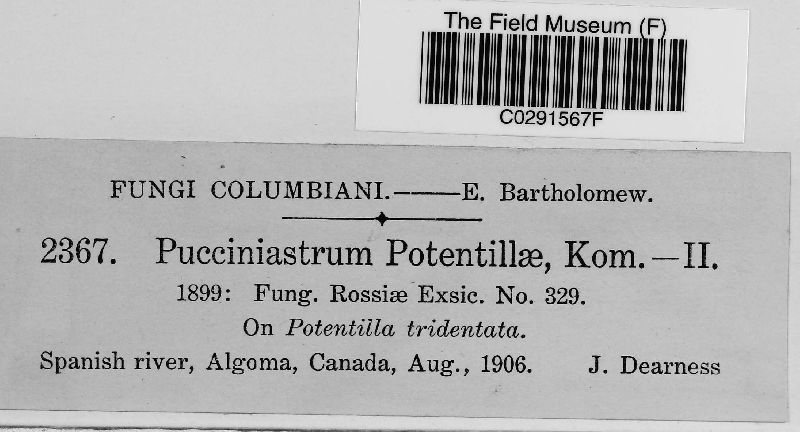 The Field Museum (F)
C0291567F
FUNGI COLUMBIANI.——E. Bartholomew.
2367. Pucciniastrum Potentillæ, Kom.—II.
1899: Fung. Rossiæ Exsic. No. 329.
On Potentilla tridentata.
Spanish river, Algoma, Canada, Aug., 1906. J. Dearness